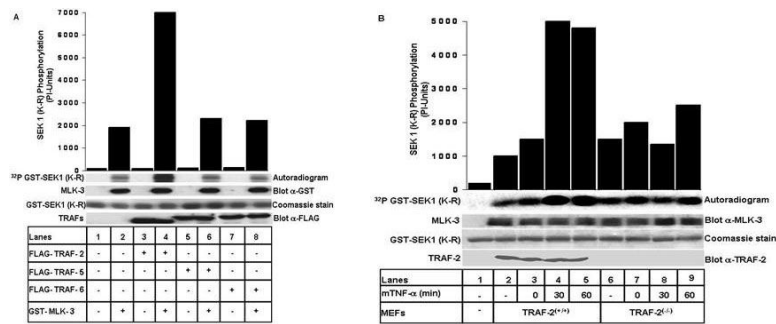 A
SEK 1 (K-R) Phosphorylation
(PI-Units)
7000
6000
5000
4000
3000
2000
1000
0
32P GST-SEK1 (K-R) Autoradiogram
MLK-3 Blot α-GST
GST-SEK1 (K-R) Coomassie stain
TRAFs Blot α-FLAG
Lanes 1 2 3 4 5 6 7 8
FLAG-TRAF-2 - - + + - - - -
FLAG-TRAF-5 - - - - + + - -
FLAG-TRAF-6 - - - - - - + +
GST-MLK-3 - + - + - + - +
B
SEK 1 (K-R) Phosphorylation
(PI-Units)
5000
4000
3000
2000
1000
0
32P GST-SEK1 (K-R) Autoradiogram
MLK-3 Blot α-MLK-3
GST-SEK1 (K-R) Coomassie stain
TRAF-2 Blot α-TRAF-2
Lanes 1 2 3 4 5 6 7 8 9
mTNF-α (min) - - 0 30 60 - 0 30 60
MEFs - TRAF-2(+/+) TRAF-2(-/-)